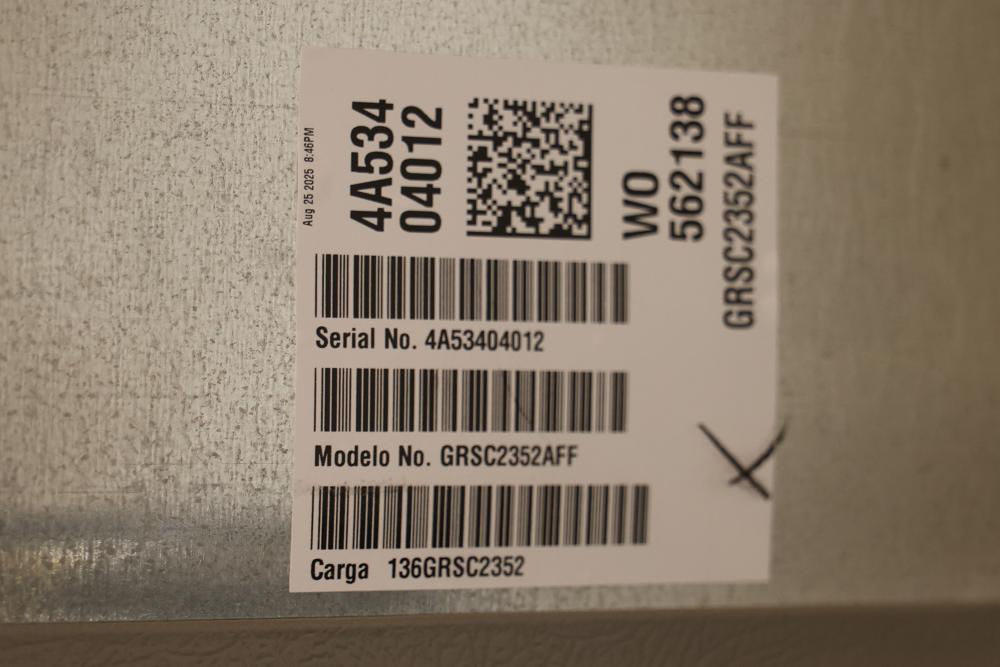 Aug 25 2025 8:46PM
4A534
04012
WO
562138
GRSC2352AFF
Serial No. 4A53404012
Modelo No. GRSC2352AFF
Carga 136GRSC2352